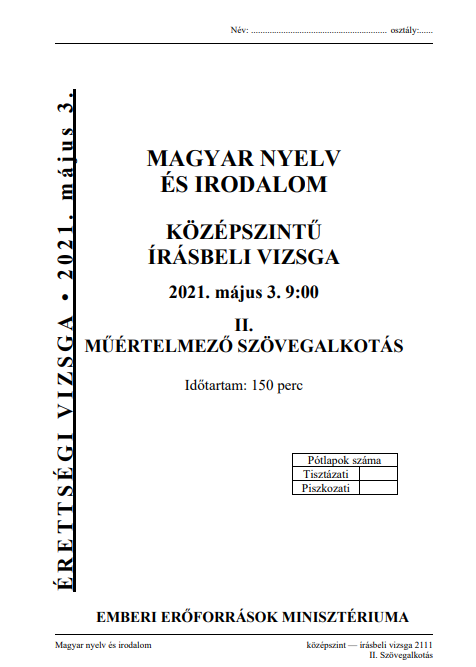 Név: ........................................................... osztály:......
ÉRETTSÉGI VIZSGA • 2021. május 3.
MAGYAR NYELV
ÉS IRODALOM
KÖZÉPSZINTŰ
ÍRÁSBELI VIZSGA
2021. május 3. 9:00
II.
MŰÉRTELMEZŐ SZÖVEGALKOTÁS
Időtartam: 150 perc
Pótlapok száma
Tisztázati
Piszkozati
EMBERI ERŐFORRÁSOK MINISZTÉRIUMA
Magyar nyelv és irodalom
középszint — írásbeli vizsga 2111
II. Szövegalkotás